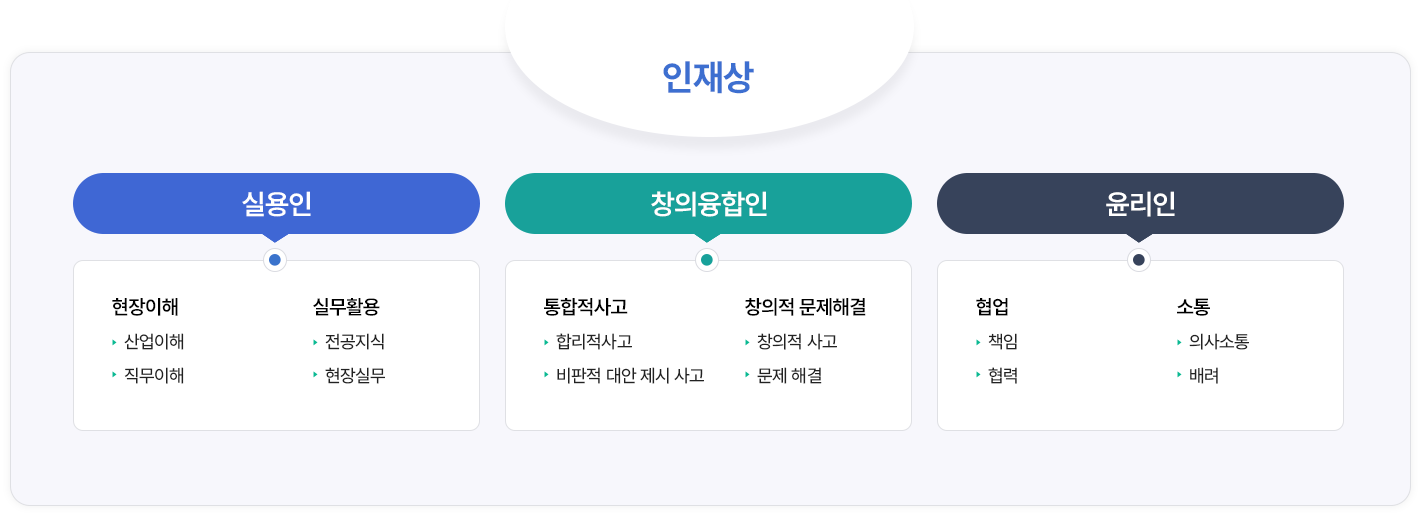 인재상
실용인
현장이해
산업이해
직무이해
실무활용
전공지식
현장실무
창의융합인
통합적사고
합리적사고
비판적 대안 제시 사고
창의적 문제해결
창의적 사고
문제 해결
윤리인
협업
책임
협력
소통
의사소통
배려